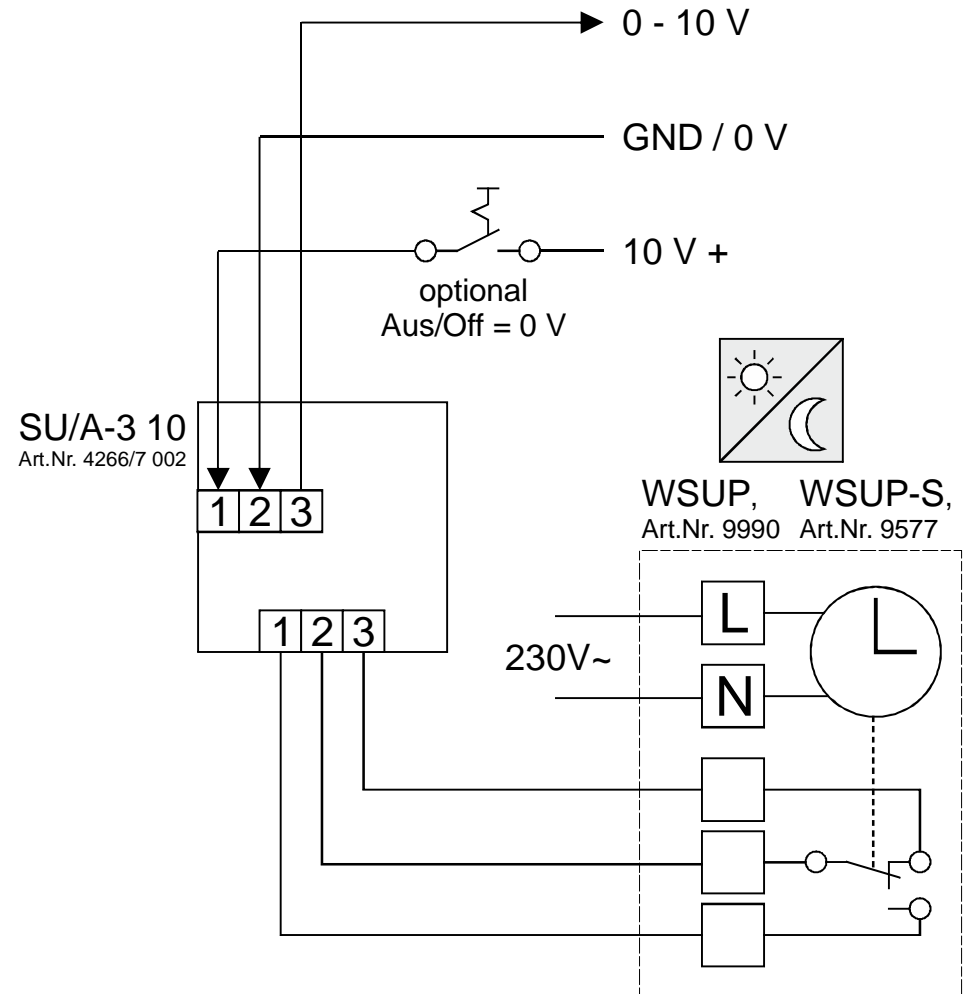 0 - 10 V
GND / 0 V
10 V +
optional
Aus/Off = 0 V
SU/A-3 10
Art.Nr. 4266/7 002
1 2 3
1 2 3
WSUP, WSUP-S,
Art.Nr. 9990 Art.Nr. 9577
L
230V~
N